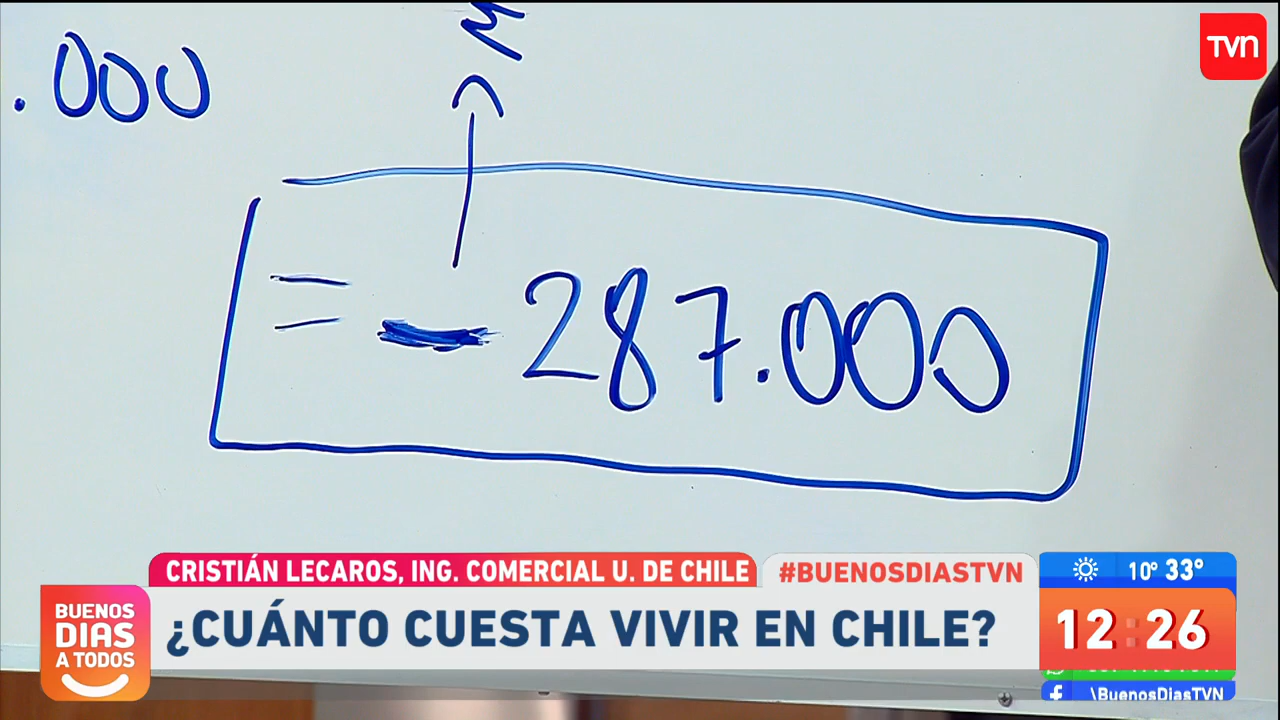 TVN
.000
= - 287.000
CRISTIÁN LECAROS, ING. COMERCIAL U. DE CHILE
#BUENOSDIASTVN
10° 33°
BUENOS
DIAS
A TODOS
¿CUÁNTO CUESTA VIVIR EN CHILE?
12:26
\BuenosDiasTVN